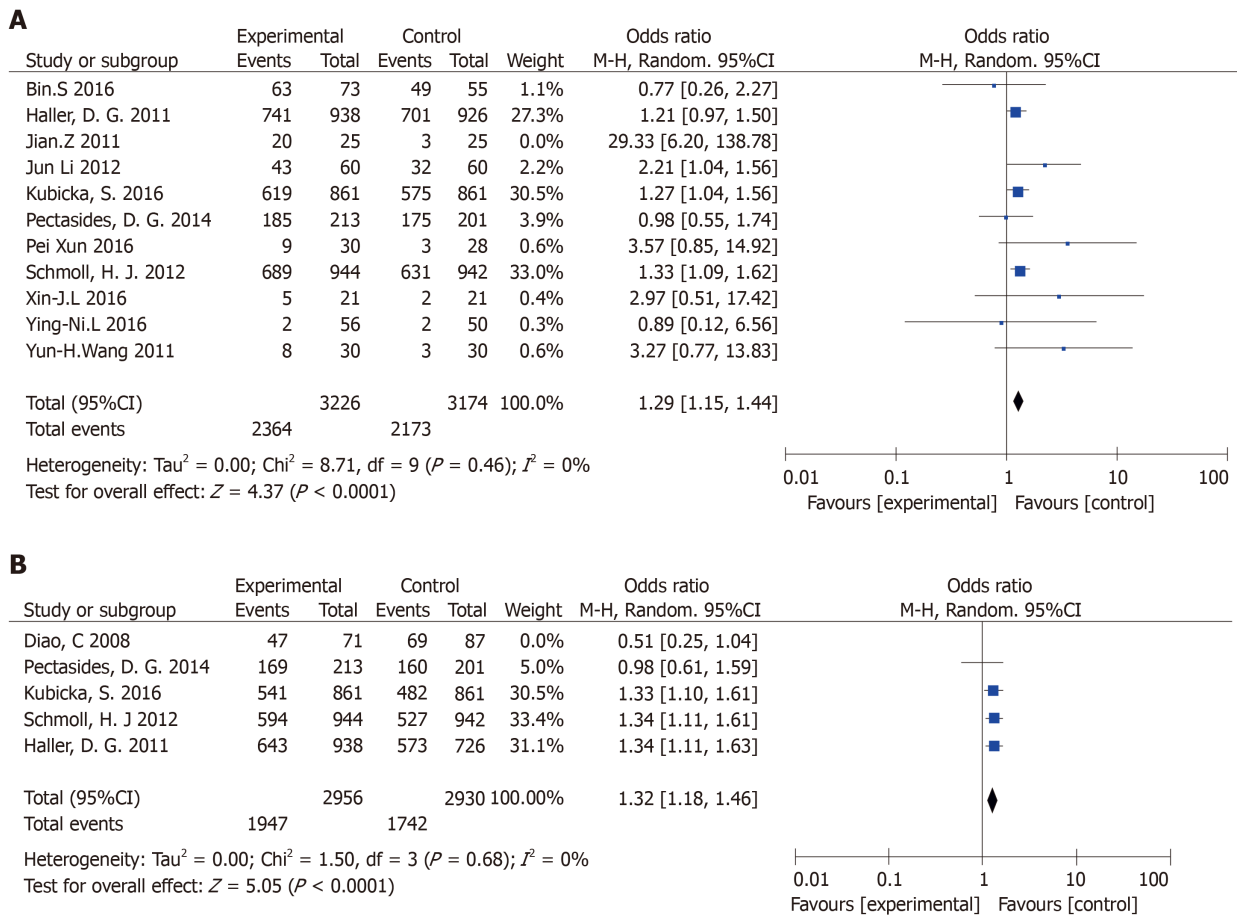 A
Experimental Control Odds ratio Odds ratio
Study or subgroup Events Total Events Total Weight M-H, Random. 95%CI M-H, Random. 95%CI
Bin.S 2016 63 73 49 55 1.1% 0.77 [0.26, 2.27]
Haller, D. G. 2011 741 938 701 926 27.3% 1.21 [0.97, 1.50]
Jian.Z 2011 20 25 3 25 0.0% 29.33 [6.20, 138.78]
Jun Li 2012 43 60 32 60 2.2% 2.21 [1.04, 1.56]
Kubicka, S. 2016 619 861 575 861 30.5% 1.27 [1.04, 1.56]
Pectasides, D. G. 2014 185 213 175 201 3.9% 0.98 [0.55, 1.74]
Pei Xun 2016 9 30 3 28 0.6% 3.57 [0.85, 14.92]
Schmoll, H. J. 2012 689 944 631 942 33.0% 1.33 [1.09, 1.62]
Xin-J.L 2016 5 21 2 21 0.4% 2.97 [0.51, 17.42]
Ying-Ni.L 2016 2 56 2 50 0.3% 0.89 [0.12, 6.56]
Yun-H.Wang 2011 8 30 3 30 0.6% 3.27 [0.77, 13.83]
Total (95%CI) 3226 3174 100.0% 1.29 [1.15, 1.44]
Total events 2364 2173
Heterogeneity: Tau² = 0.00; Chi² = 8.71, df = 9 (P = 0.46); I² = 0%
Test for overall effect: Z = 4.37 (P < 0.0001)
0.01 0.1 1 10 100
Favours [experimental] Favours [control]
B
Experimental Control Odds ratio Odds ratio
Study or subgroup Events Total Events Total Weight M-H, Random. 95%CI M-H, Random. 95%CI
Diao, C 2008 47 71 69 87 0.0% 0.51 [0.25, 1.04]
Pectasides, D. G. 2014 169 213 160 201 5.0% 0.98 [0.61, 1.59]
Kubicka, S. 2016 541 861 482 861 30.5% 1.33 [1.10, 1.61]
Schmoll, H. J 2012 594 944 527 942 33.4% 1.34 [1.11, 1.61]
Haller, D. G. 2011 643 938 573 726 31.1% 1.34 [1.11, 1.63]
Total (95%CI) 2956 2930 100.00% 1.32 [1.18, 1.46]
Total events 1947 1742
Heterogeneity: Tau² = 0.00; Chi² = 1.50, df = 3 (P = 0.68); I² = 0%
Test for overall effect: Z = 5.05 (P < 0.0001)
0.01 0.1 1 10 100
Favours [experimental] Favours [control]